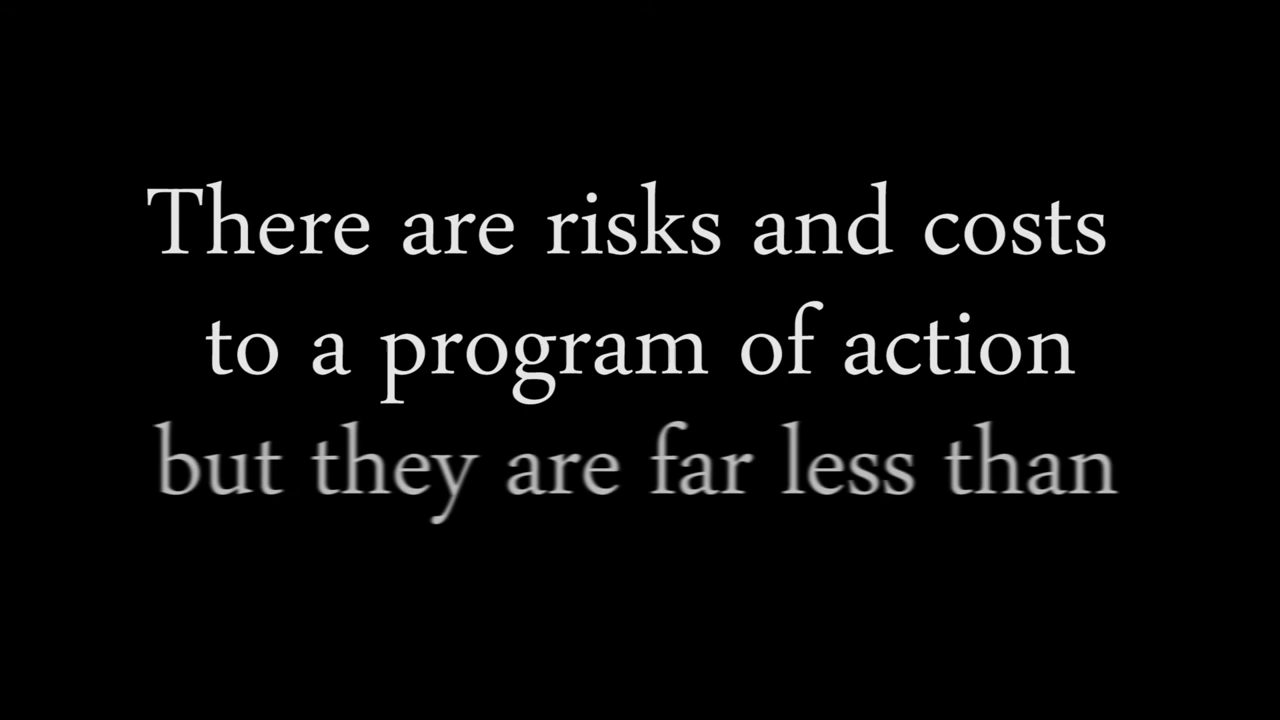 There are risks and costs
to a program of action
but they are far less than